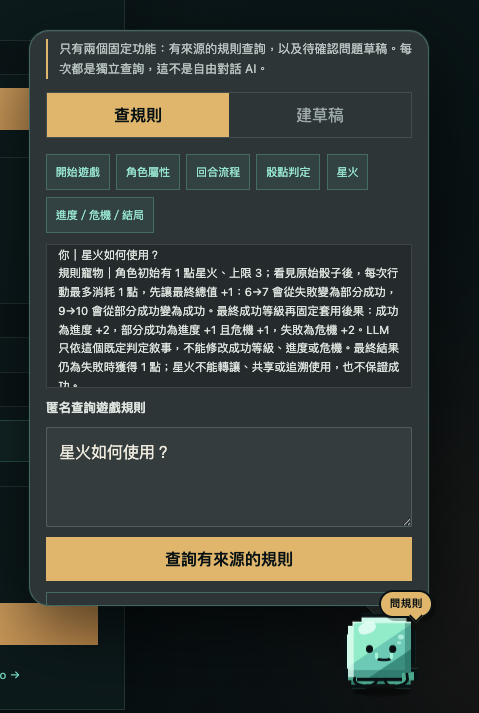 只有兩個固定功能：有來源的規則查詢，以及待確認問題草稿。每
次都是獨立查詢，這不是自由對話 AI。
查規則
建草稿
開始遊戲
角色屬性
回合流程
骰點判定
星火
進度 / 危機 / 結局
你｜星火如何使用？
規則寵物｜角色初始有 1 點星火、上限 3；看見原始骰子後，每次行
動最多消耗 1 點，先讓最終總值 +1：6→7 會從失敗變為部分成功，
9→10 會從部分成功變為成功。最終成功等級再固定套用後果：成功
為進度 +2，部分成功為進度 +1 且危機 +1，失敗為危機 +2。LLM
只依這個既定判定敘事，不能修改成功等級、進度或危機。最終結果
仍為失敗時獲得 1 點；星火不能轉讓、共享或追溯使用，也不保證成
功。
匿名查詢遊戲規則
星火如何使用？
查詢有來源的規則
問規則
o →